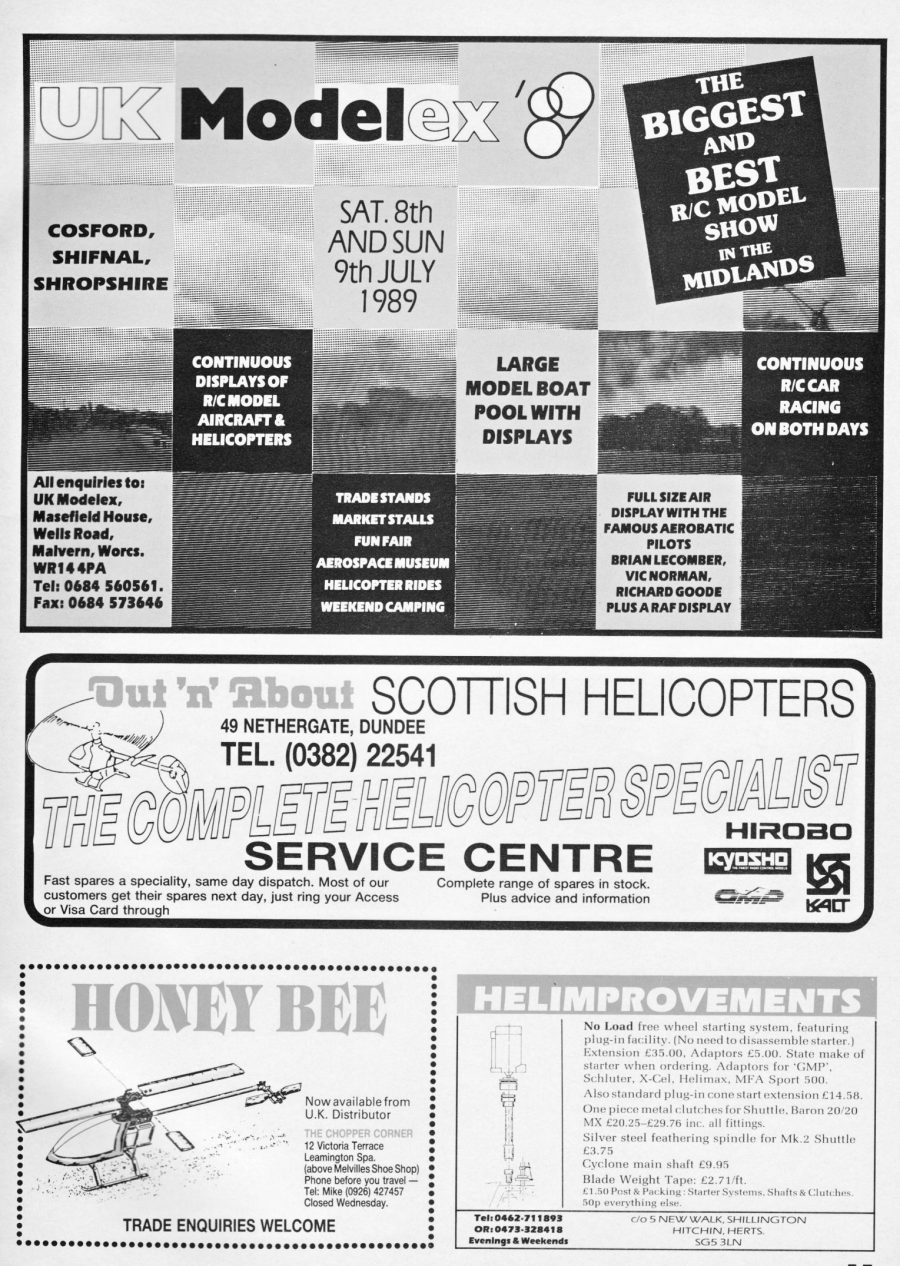 UK Modelex '89
THE
BIGGEST
AND
BEST
R/C MODEL
SHOW
IN THE
MIDLANDS
COSFORD,
SHIFNAL,
SHROPSHIRE
SAT. 8th
AND SUN
9th JULY
1989
CONTINUOUS
DISPLAYS OF
R/C MODEL
AIRCRAFT &
HELICOPTERS
LARGE
MODEL BOAT
POOL WITH
DISPLAYS
CONTINUOUS
R/C CAR
RACING
ON BOTH DAYS
All enquiries to:
UK Modelex,
Masefield House,
Wells Road,
Malvern, Worcs.
WR14 4PA
Tel: 0684 560561.
Fax: 0684 573646
TRADE STANDS
MARKET STALLS
FUN FAIR
AEROSPACE MUSEUM
HELICOPTER RIDES
WEEKEND CAMPING
FULL SIZE AIR
DISPLAY WITH THE
FAMOUS AEROBATIC
PILOTS
BRIAN LECOMBER,
VIC NORMAN,
RICHARD GOODE
PLUS A RAF DISPLAY
Out 'n' About SCOTTISH HELICOPTERS
49 NETHERGATE, DUNDEE
TEL. (0382) 22541
THE COMPLETE HELICOPTER SPECIALIST
SERVICE CENTRE
Fast spares a speciality, same day dispatch. Most of our
customers get their spares next day, just ring your Access
or Visa Card through
Complete range of spares in stock.
Plus advice and information
HIROBO
KYOSHO
GMP
KALT
HONEY BEE
Now available from
U.K. Distributor
THE CHOPPER CORNER
12 Victoria Terrace
Leamington Spa.
(above Melvilles Shoe Shop)
Phone before you travel —
Tel: Mike (0926) 427457
Closed Wednesday.
TRADE ENQUIRIES WELCOME
HELIMPROVEMENTS
No Load free wheel starting system, featuring
plug-in facility. (No need to disassemble starter.)
Extension £35.00, Adaptors £5.00. State make of
starter when ordering. Adaptors for 'GMP',
Schluter, X-Cel, Helimax, MFA Sport 500.
Also standard plug-in cone start extension £14.58.
One piece metal clutches for Shuttle, Baron 20/20
MX £20.25–£29.76 inc. all fittings.
Silver steel feathering spindle for Mk.2 Shuttle
£3.75
Cyclone main shaft £9.95
Blade Weight Tape: £2.71/ft.
£1.50 Post & Packing: Starter Systems, Shafts & Clutches.
50p everything else.
Tel: 0462-711893
OR: 0473-328418
Evenings & Weekends
c/o 5 NEW WALK, SHILLINGTON
HITCHIN, HERTS.
SG5 3LN